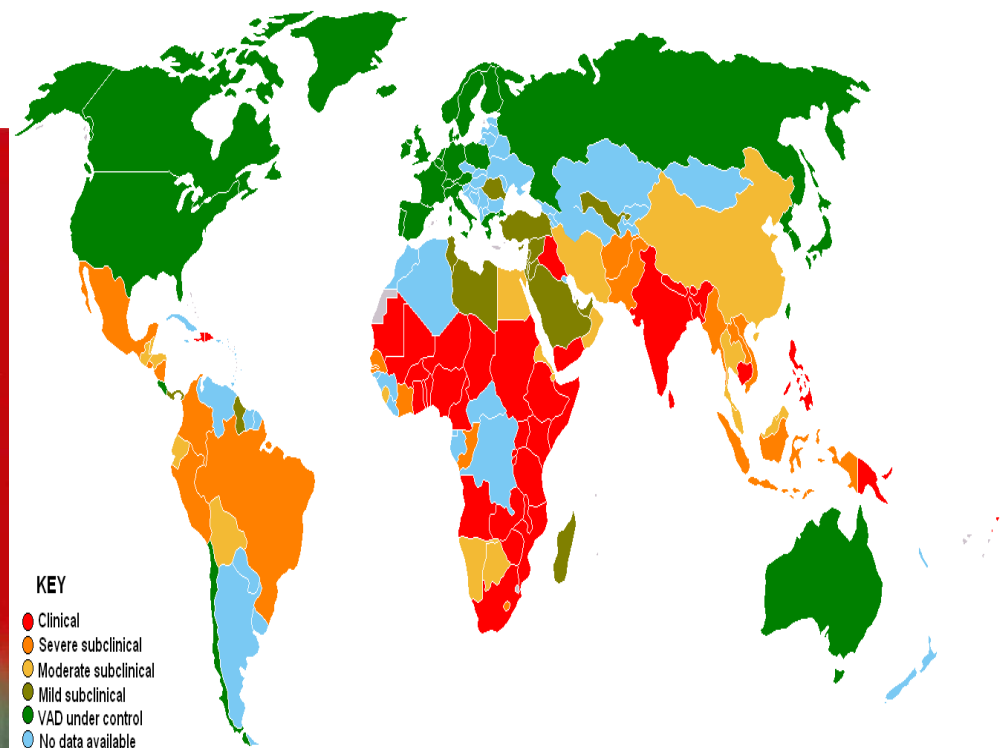 KEY
Clinical
Severe subclinical
Moderate subclinical
Mild subclinical
VAD under control
No data available